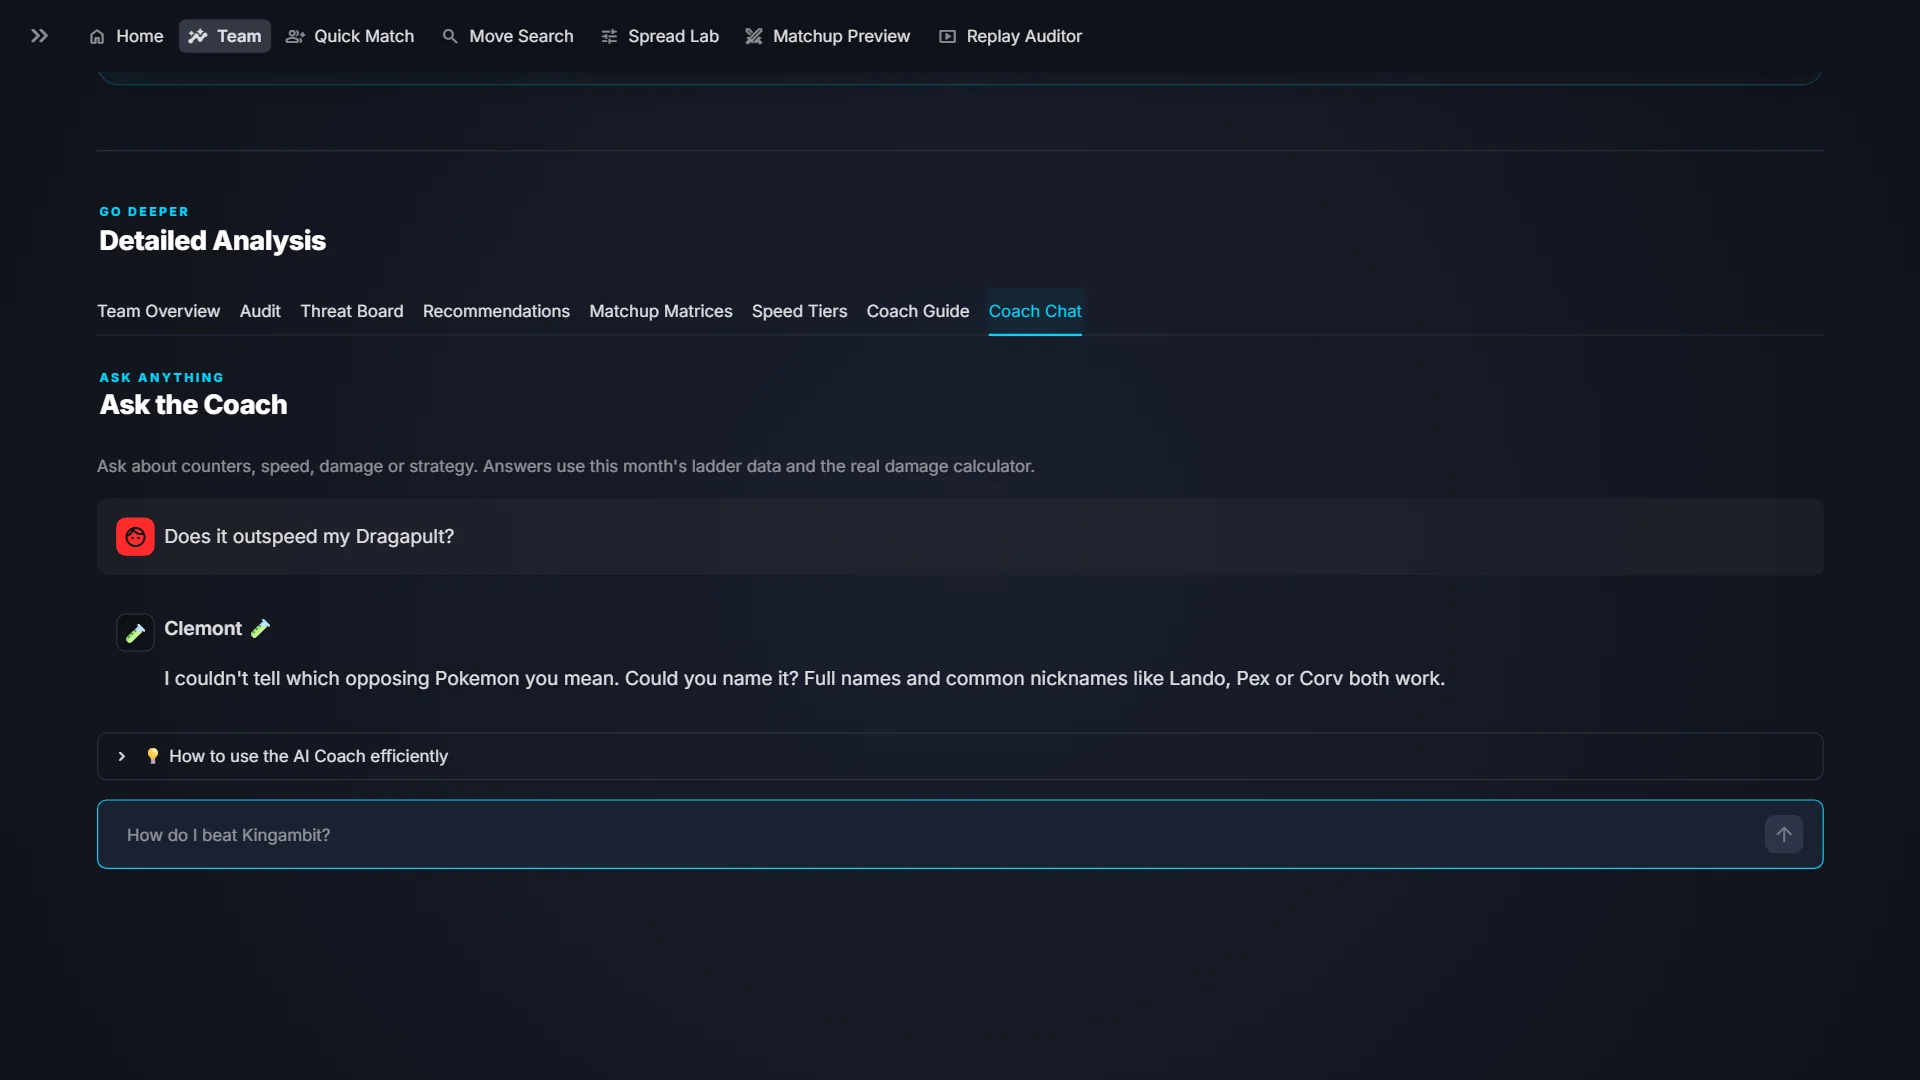 Home Team Quick Match Move Search Spread Lab Matchup Preview Replay Auditor
GO DEEPER
Detailed Analysis
Team Overview Audit Threat Board Recommendations Matchup Matrices Speed Tiers Coach Guide Coach Chat
ASK ANYTHING
Ask the Coach
Ask about counters, speed, damage or strategy. Answers use this month's ladder data and the real damage calculator.
Does it outspeed my Dragapult?
Clemont
I couldn't tell which opposing Pokemon you mean. Could you name it? Full names and common nicknames like Lando, Pex or Corv both work.
How to use the AI Coach efficiently
How do I beat Kingambit?